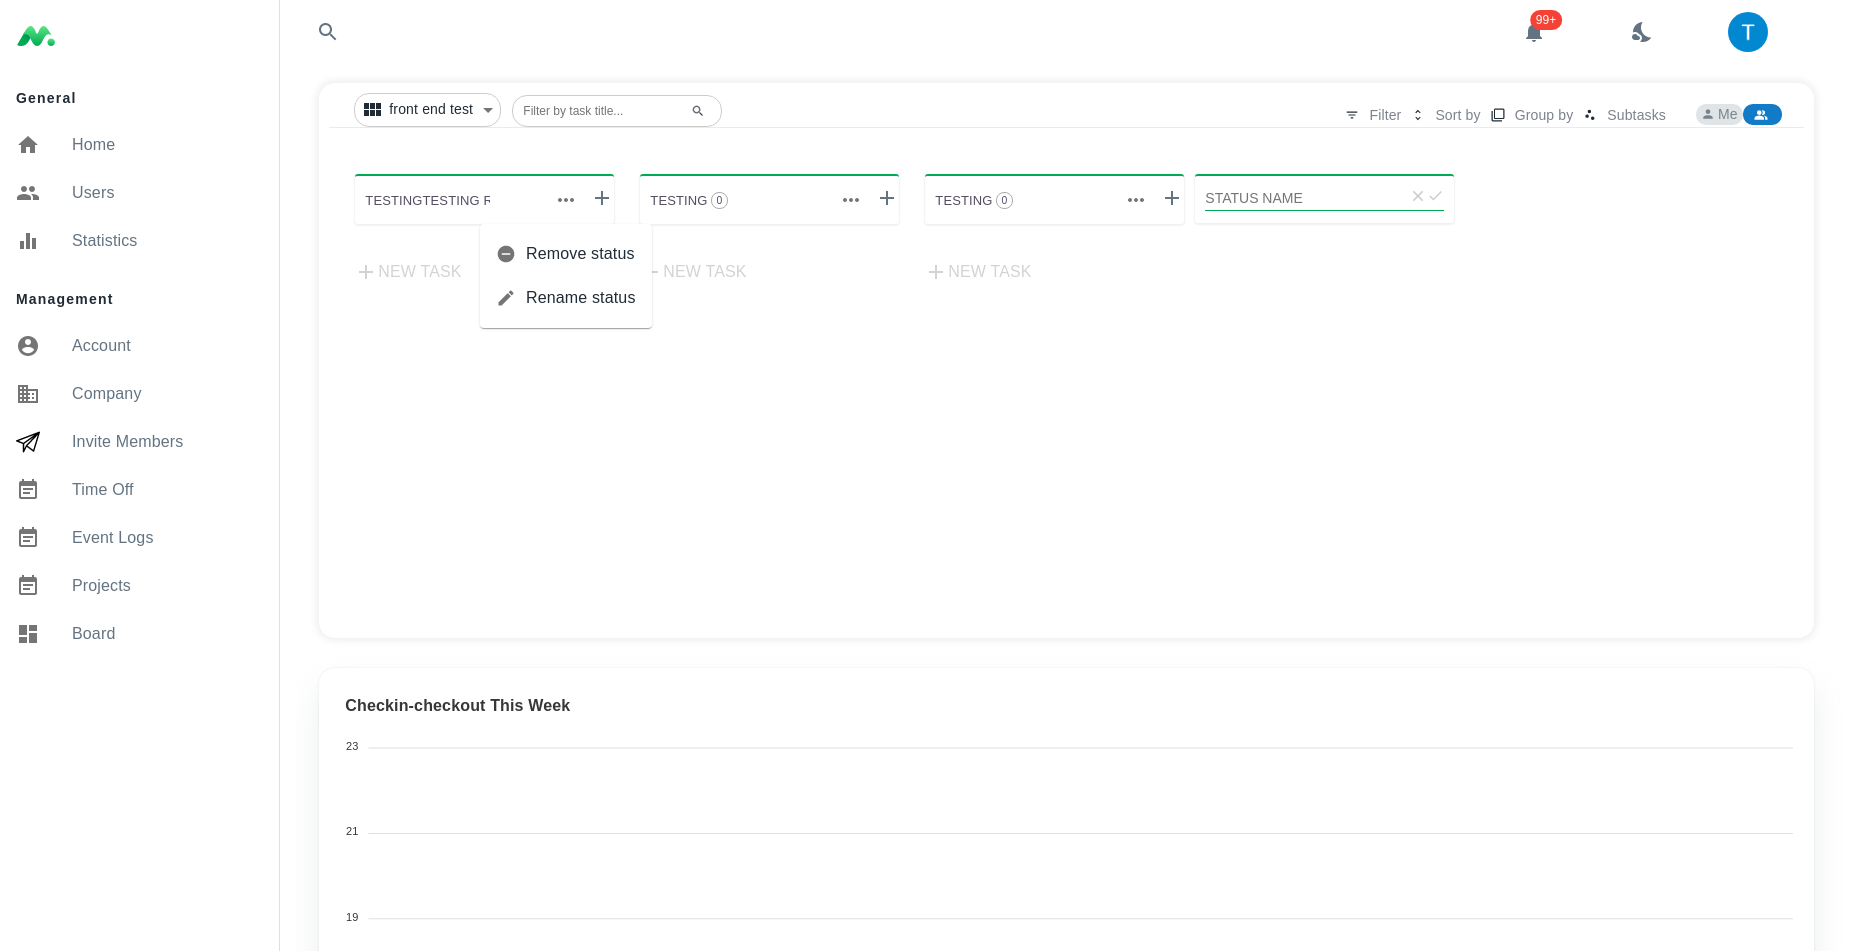 99+
T
General
Home
Users
Statistics
Management
Account
Company
Invite Members
Time Off
Event Logs
Projects
Board
front end test
Filter by task title...
Filter
Sort by
Group by
Subtasks
Me
TESTINGTESTING R
TESTING 0
TESTING 0
STATUS NAME
NEW TASK
NEW TASK
NEW TASK
Remove status
Rename status
Checkin-checkout This Week
23
21
19